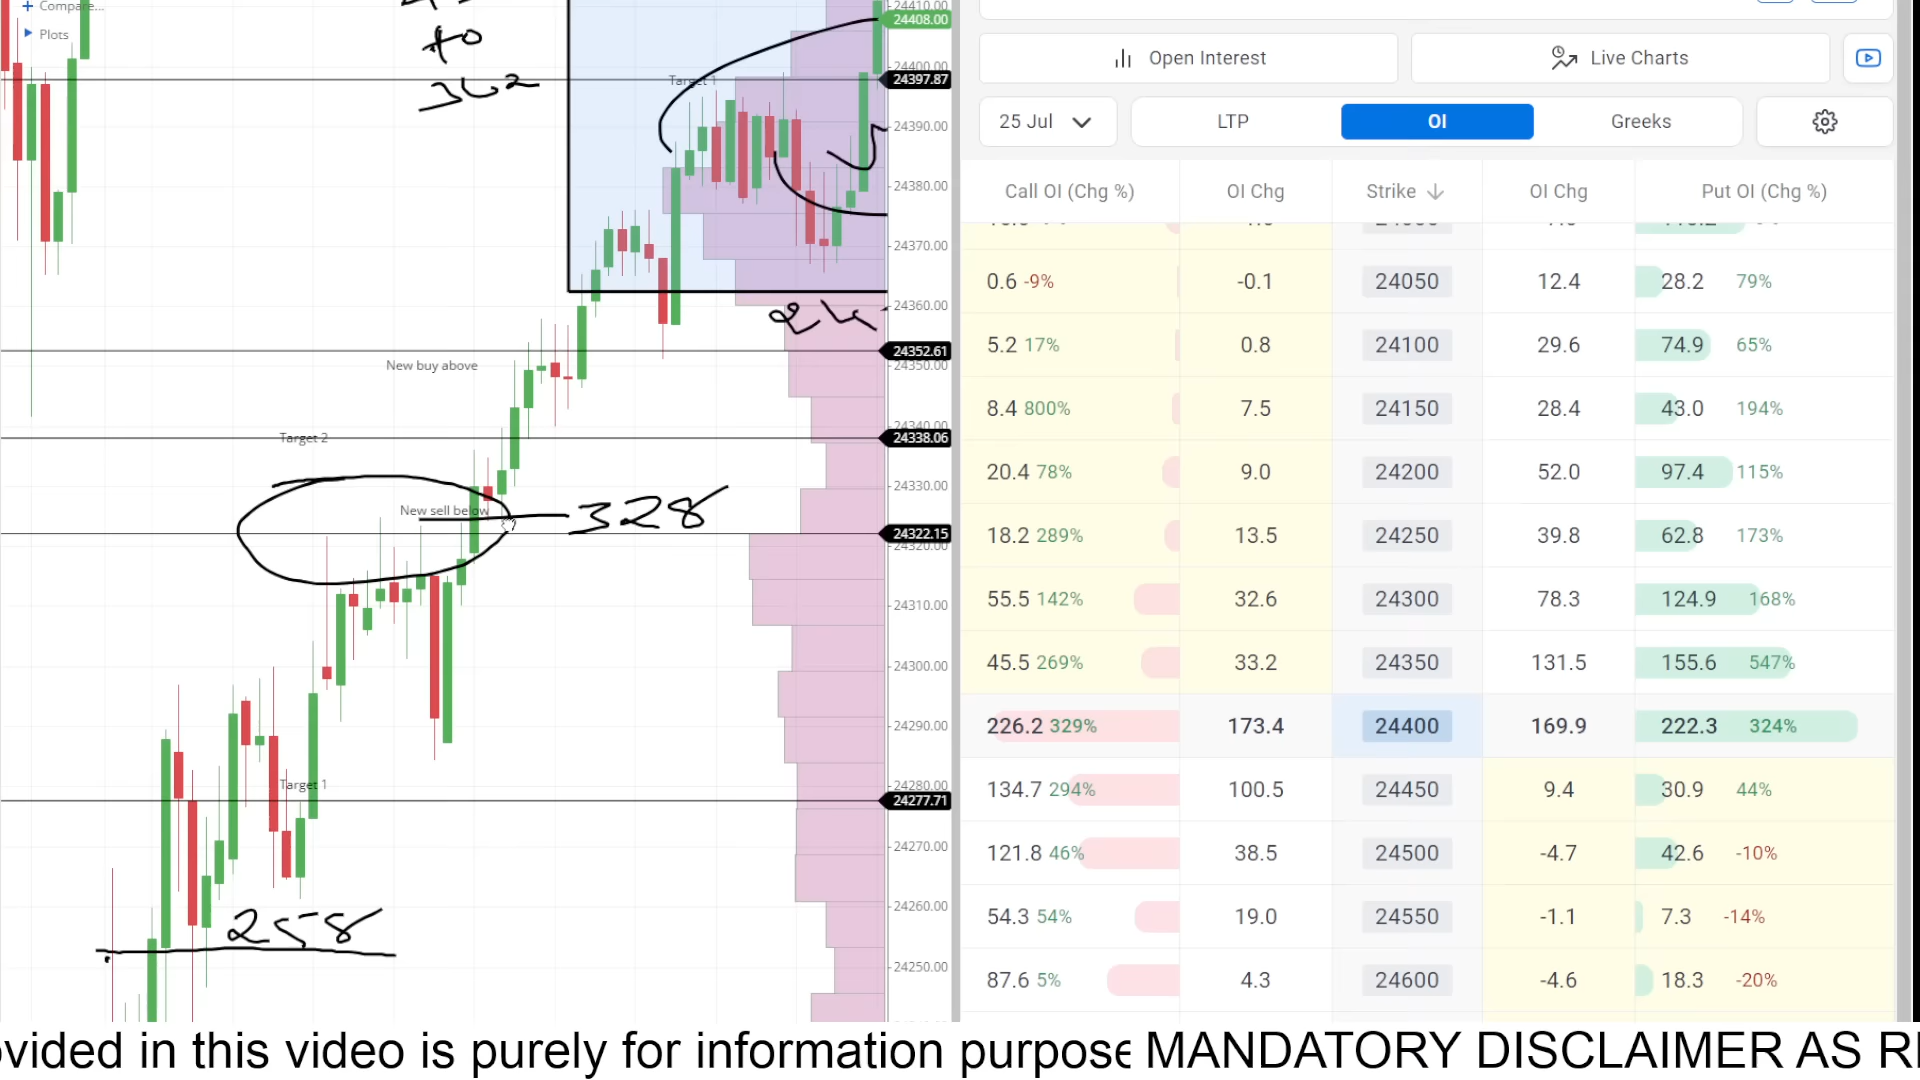 Compare...
Plots
to
362
Target 1
New buy above
Target 2
New sell below
328
Target 1
258
24410.00
24408.00
24400.00
24397.87
24390.00
24380.00
24370.00
24360.00
24352.61
24350.00
24340.00
24338.06
24330.00
24322.15
24320.00
24310.00
24300.00
24290.00
24280.00
24277.71
24270.00
24260.00
24250.00
Open Interest Live Charts
25 Jul LTP OI Greeks
Call OI (Chg %) OI Chg Strike OI Chg Put OI (Chg %)
0.6 -9% -0.1 24050 12.4 28.2 79%
5.2 17% 0.8 24100 29.6 74.9 65%
8.4 800% 7.5 24150 28.4 43.0 194%
20.4 78% 9.0 24200 52.0 97.4 115%
18.2 289% 13.5 24250 39.8 62.8 173%
55.5 142% 32.6 24300 78.3 124.9 168%
45.5 269% 33.2 24350 131.5 155.6 547%
226.2 329% 173.4 24400 169.9 222.3 324%
134.7 294% 100.5 24450 9.4 30.9 44%
121.8 46% 38.5 24500 -4.7 42.6 -10%
54.3 54% 19.0 24550 -1.1 7.3 -14%
87.6 5% 4.3 24600 -4.6 18.3 -20%
ovided in this video is purely for information purpose MANDATORY DISCLAIMER AS RE